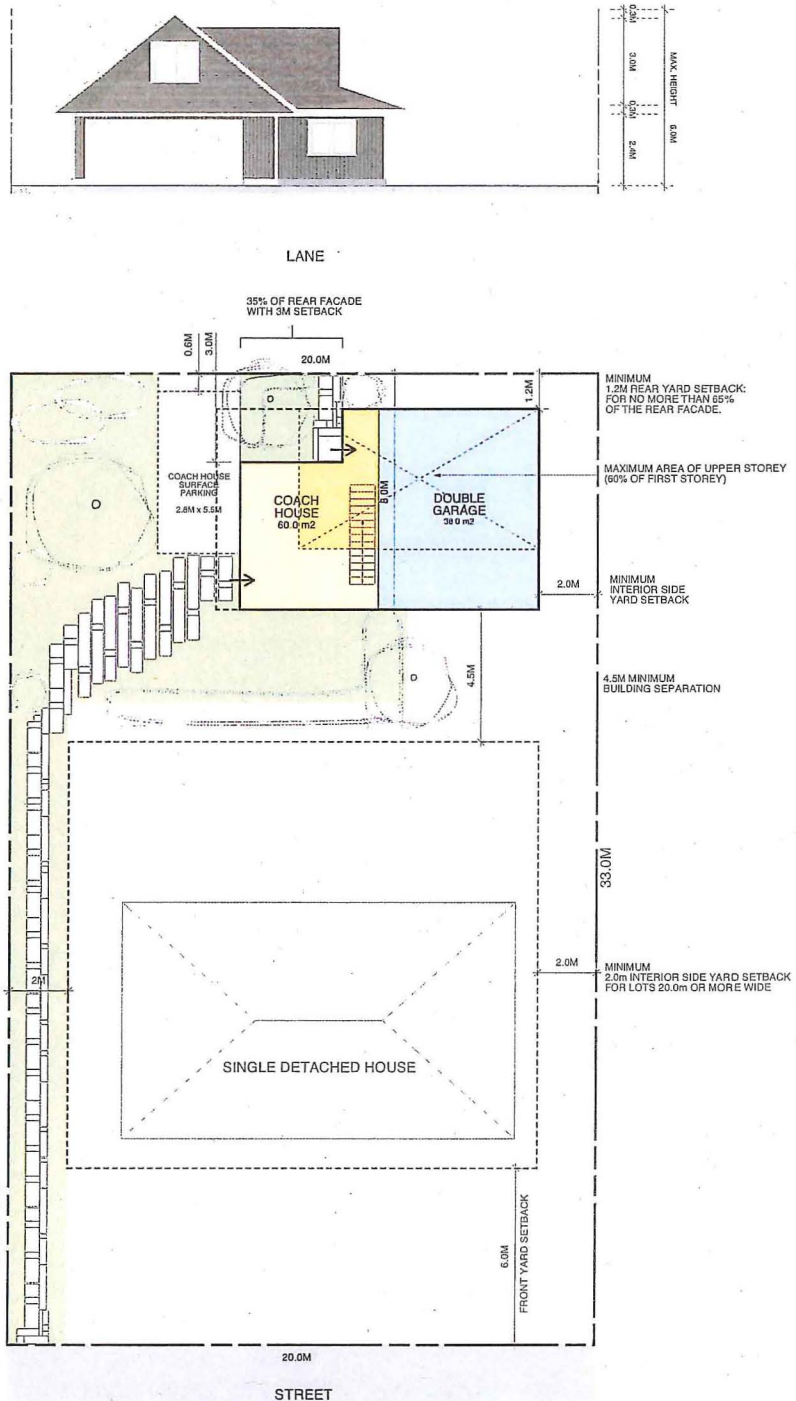 0.3M
3.0M
0.3M
2.4M
MAX. HEIGHT 6.0M
LANE
35% OF REAR FACADE
WITH 3M SETBACK
0.6M
3.0M
20.0M
1.2M
MINIMUM
1.2M REAR YARD SETBACK:
FOR NO MORE THAN 65%
OF THE REAR FACADE.
MAXIMUM AREA OF UPPER STOREY
(60% OF FIRST STOREY)
COACH HOUSE
SURFACE
PARKING
2.8M x 5.5M
COACH
HOUSE
60.0 m2
8.0M
DOUBLE
GARAGE
38.0 m2
2.0M
MINIMUM
INTERIOR SIDE
YARD SETBACK
4.5M
4.5M MINIMUM
BUILDING SEPARATION
33.0M
2M
2.0M
MINIMUM
2.0m INTERIOR SIDE YARD SETBACK
FOR LOTS 20.0m OR MORE WIDE
SINGLE DETACHED HOUSE
6.0M
FRONT YARD SETBACK
20.0M
STREET